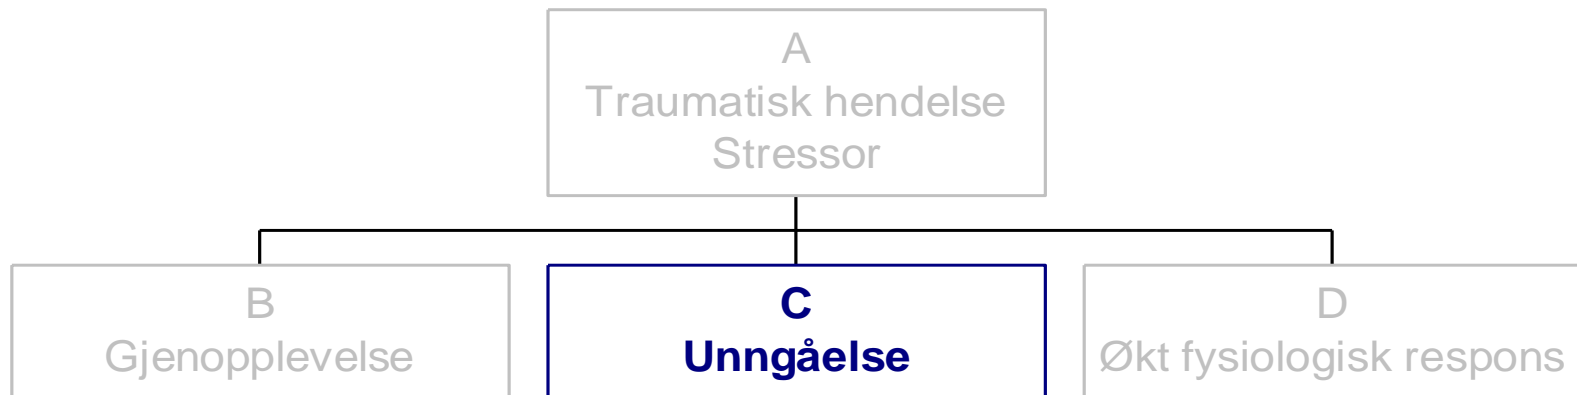 A
Traumatisk hendelse
Stressor
B
Gjenopplevelse
C
Unngåelse
D
Økt fysiologisk respons